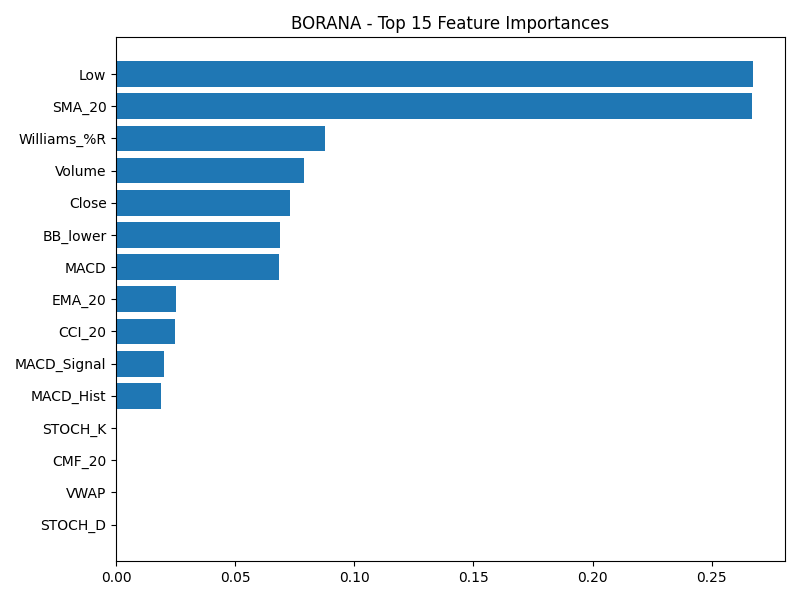 BORANA - Top 15 Feature Importances
Low
SMA_20
Williams_%R
Volume
Close
BB_lower
MACD
EMA_20
CCI_20
MACD_Signal
MACD_Hist
STOCH_K
CMF_20
VWAP
STOCH_D
0.00 0.05 0.10 0.15 0.20 0.25